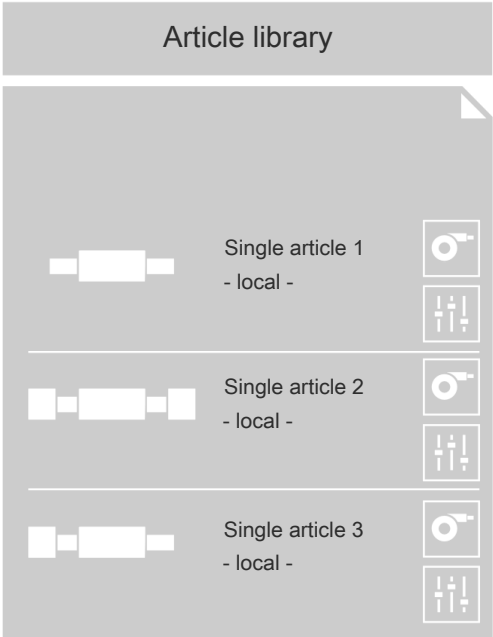 Article library
Single article 1
- local -
Single article 2
- local -
Single article 3
- local -